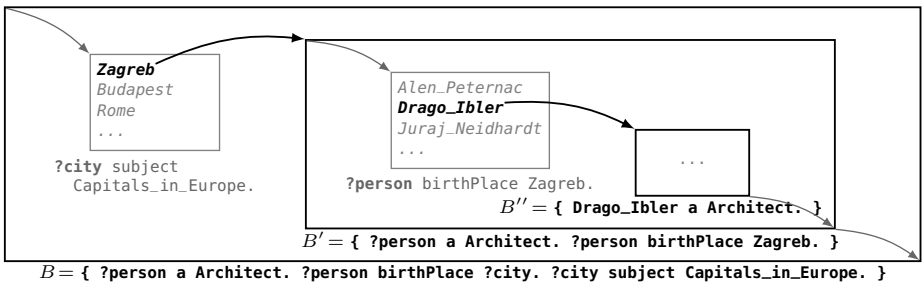 Zagreb
Budapest
Rome
...
?city subject
Capitals_in_Europe.
Alen_Peternac
Drago_Ibler
Juraj_Neidhardt
...
?person birthPlace Zagreb.
...
B′′ = { Drago_Ibler a Architect. }
B′ = { ?person a Architect. ?person birthPlace Zagreb. }
B = { ?person a Architect. ?person birthPlace ?city. ?city subject Capitals_in_Europe. }